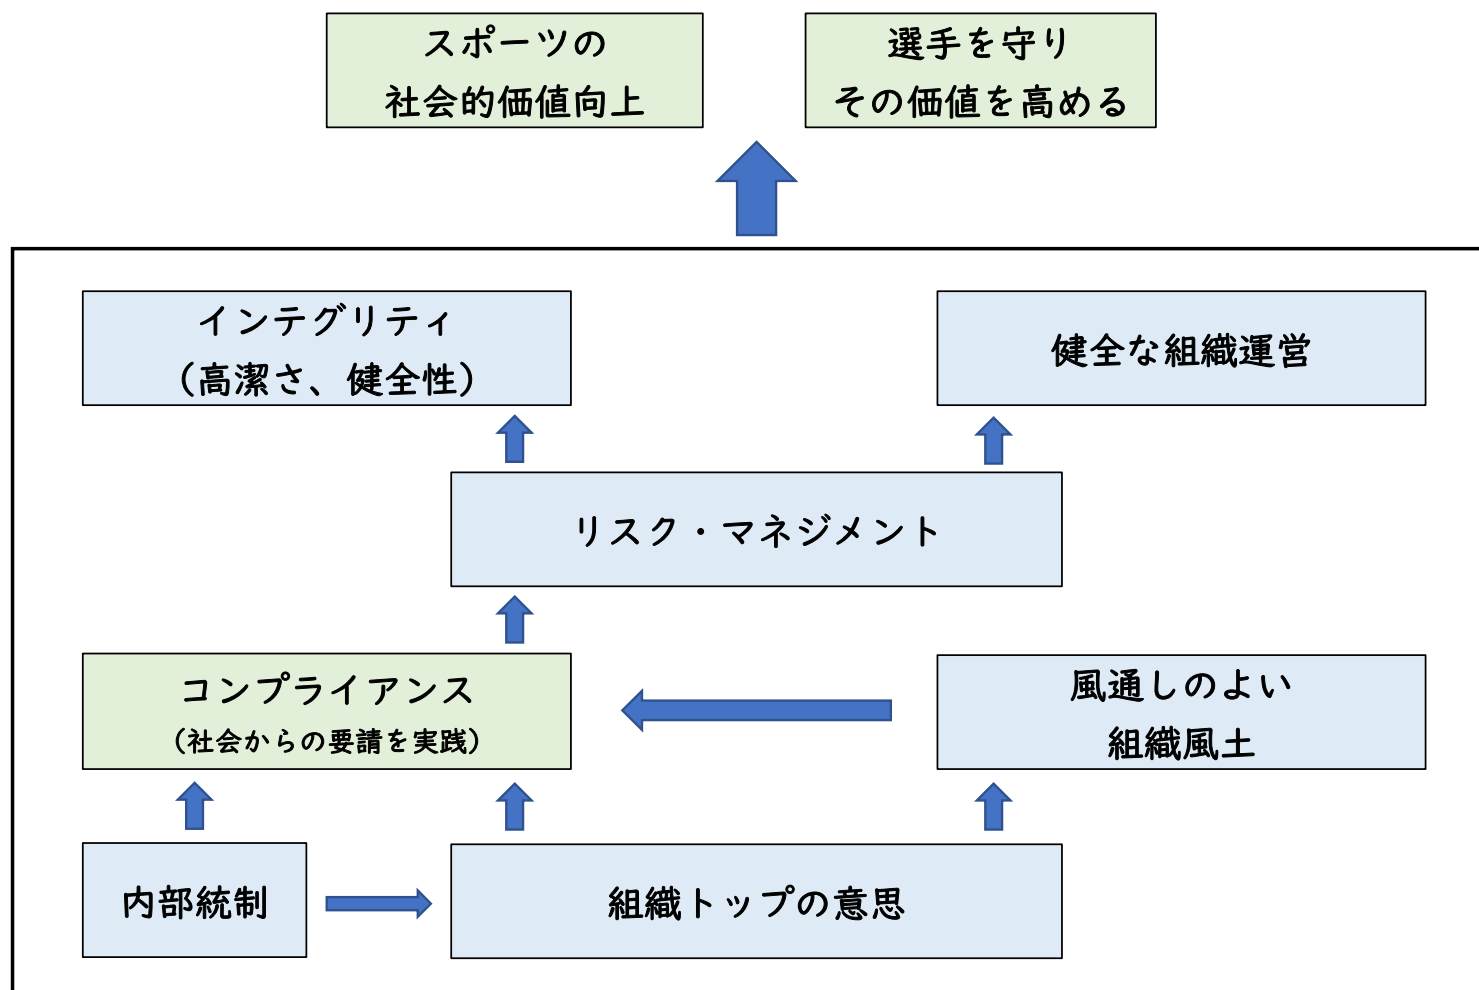 スポーツの
社会的価値向上
選手を守り
その価値を高める
インテグリティ
（高潔さ、健全性）
健全な組織運営
リスク・マネジメント
コンプライアンス
（社会からの要請を実践）
風通しのよい
組織風土
内部統制
組織トップの意思